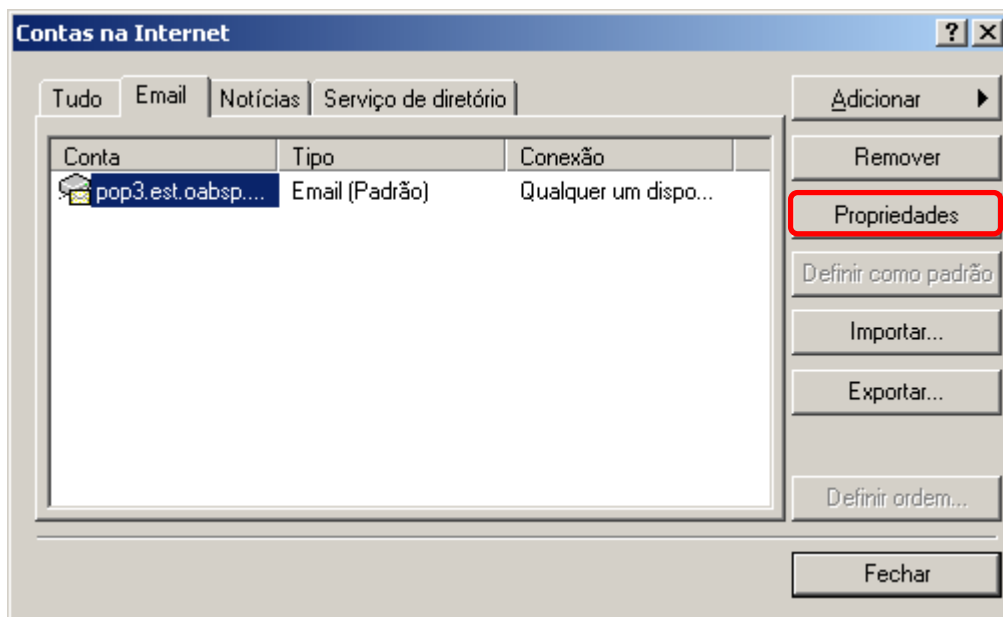 Contas na Internet
Tudo Email Notícias Serviço de diretório
Adicionar
Conta Tipo Conexão
Remover
pop3.est.oabsp.... Email (Padrão) Qualquer um dispo...
Propriedades
Definir como padrão
Importar...
Exportar...
Definir ordem...
Fechar